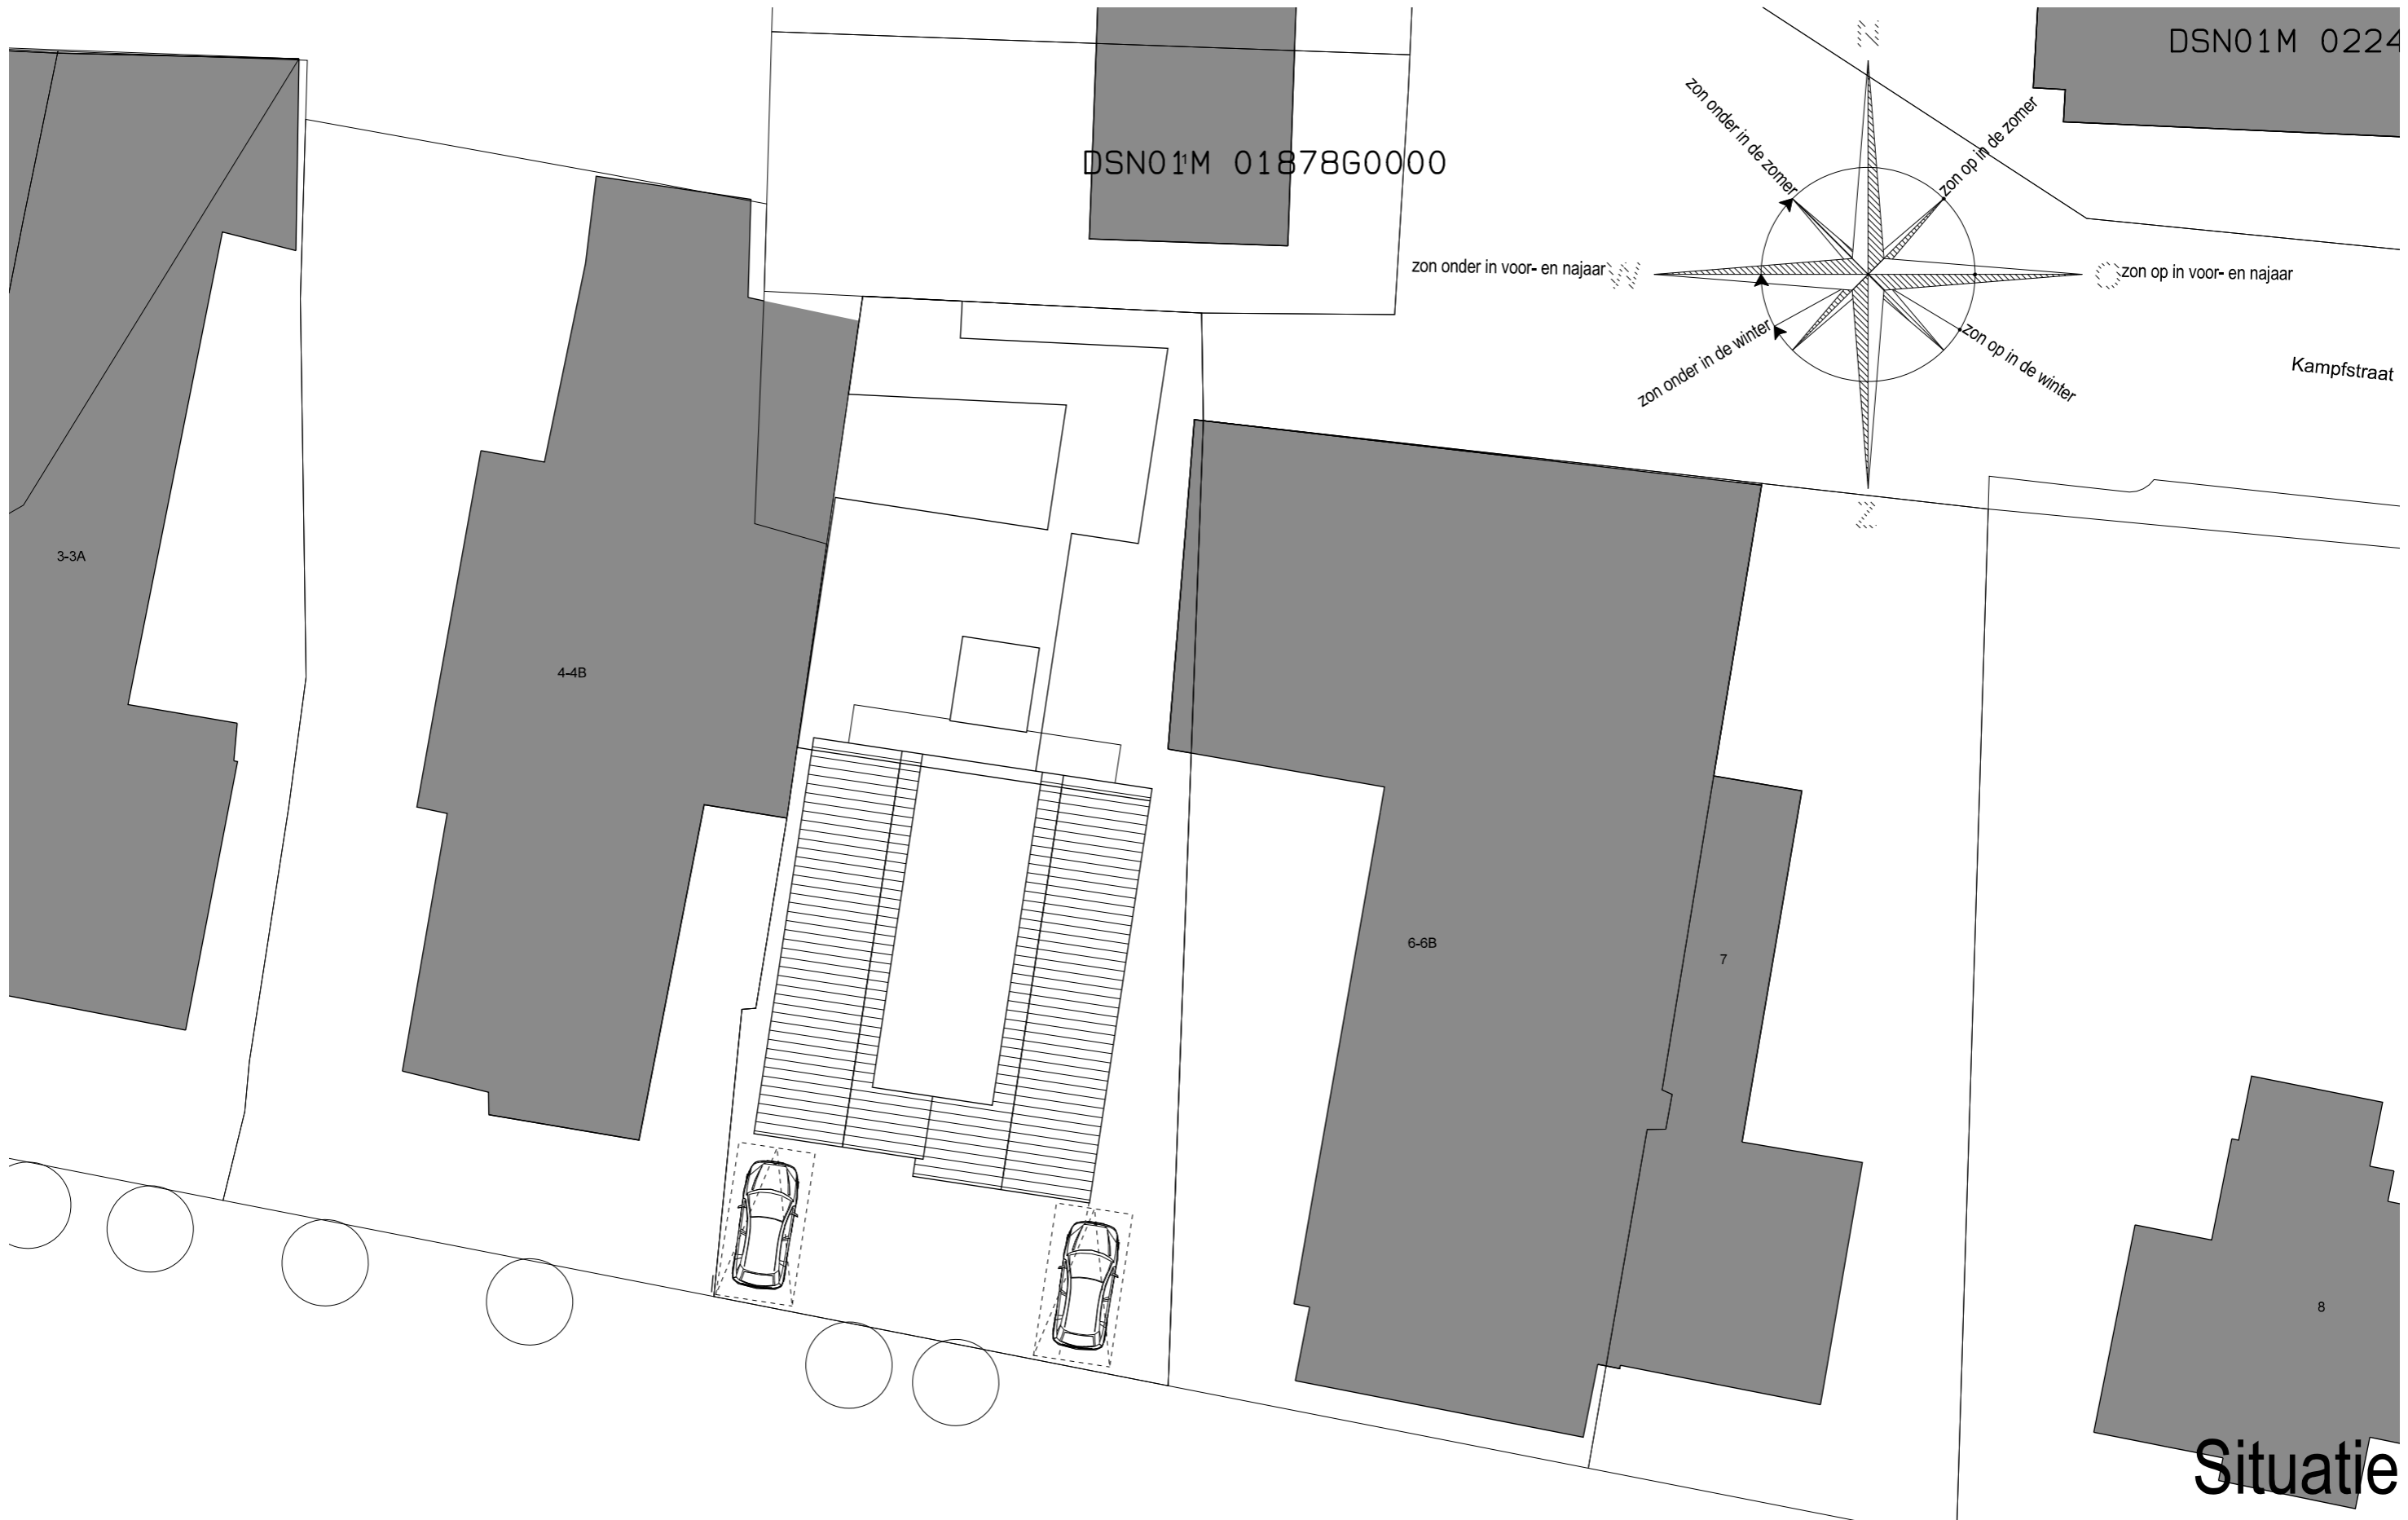 N
DSN01M 0224
zon onder in de zomer
zon op in de zomer
DSN01M 01878G0000
1
zon onder in voor- en najaar
W
O
zon op in voor- en najaar
zon onder in de winter
zon op in de winter
Kampfstraat
Z
3-3A
4-4B
6-6B
7
8
Situatie